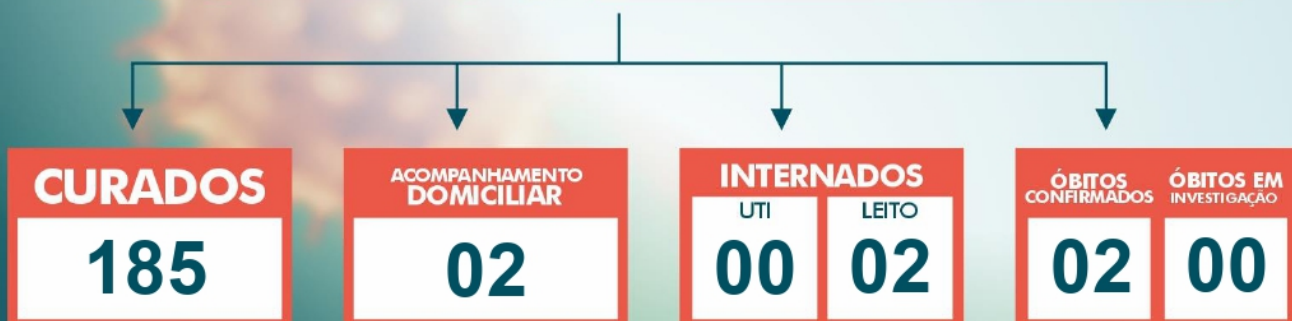 CURADOS
185
ACOMPANHAMENTO
DOMICILIAR
02
INTERNADOS
UTI
00
LEITO
02
ÓBITOS
CONFIRMADOS
02
ÓBITOS EM
INVESTIGAÇÃO
00